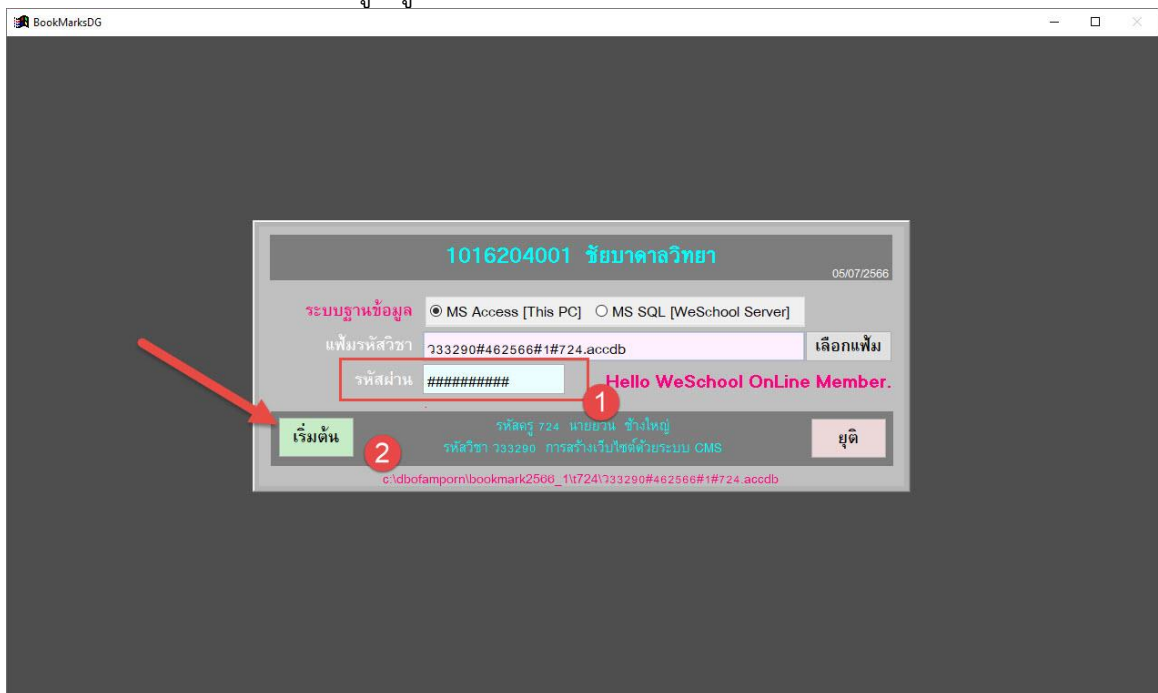 BookMarksDG
1016204001 ชัยบาดาลวิทยา
05/07/2566
ระบบฐานข้อมูล MS Access [This PC] MS SQL [WeSchool Server]
แฟ้มรหัสวิชา ว33290#462566#1#724.accdb เลือกแฟ้ม
รหัสผ่าน ########## Hello WeSchool OnLine Member.
1
เริ่มต้น
2
รหัสครู 724 นายยวน ช้างใหญ่
รหัสวิชา ว33290 การสร้างเว็บไซต์ด้วยระบบ CMS
ยุติ
c:\dbofamporn\bookmark2566_1\t724\ว33290#462566#1#724.accdb